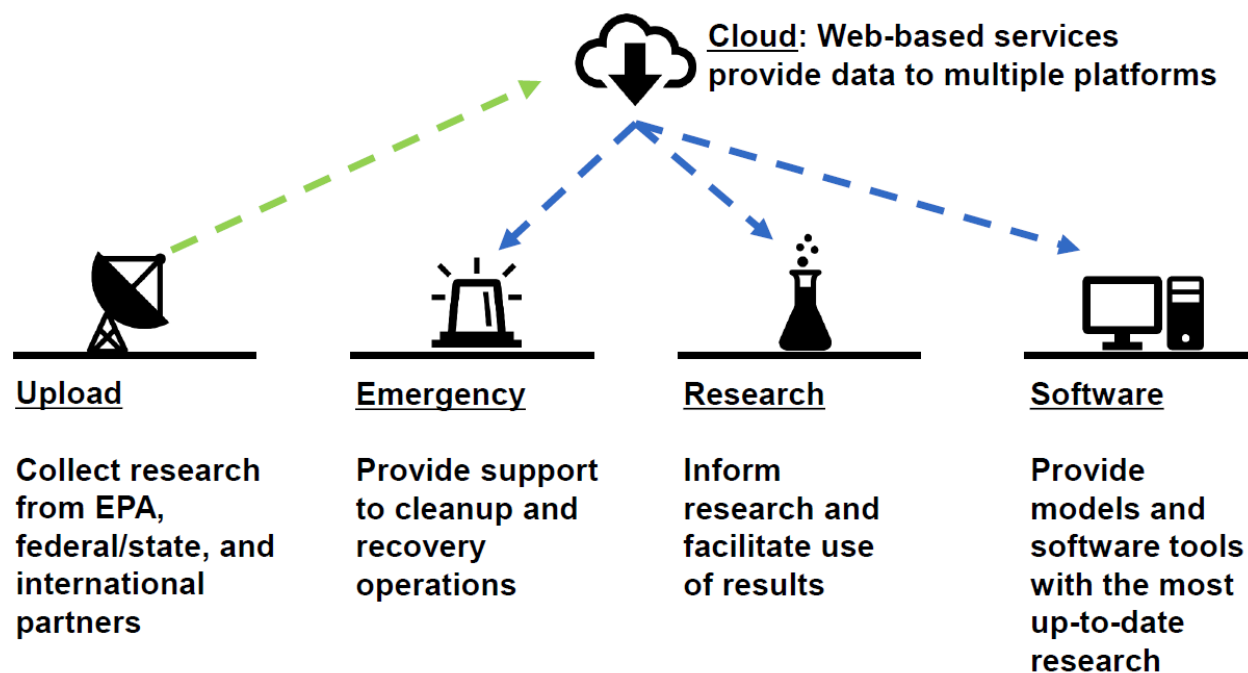 Cloud: Web-based services
provide data to multiple platforms
Upload
Collect research
from EPA,
federal/state, and
international
partners
Emergency
Provide support
to cleanup and
recovery
operations
Research
Inform
research and
facilitate use
of results
Software
Provide
models and
software tools
with the most
up-to-date
research